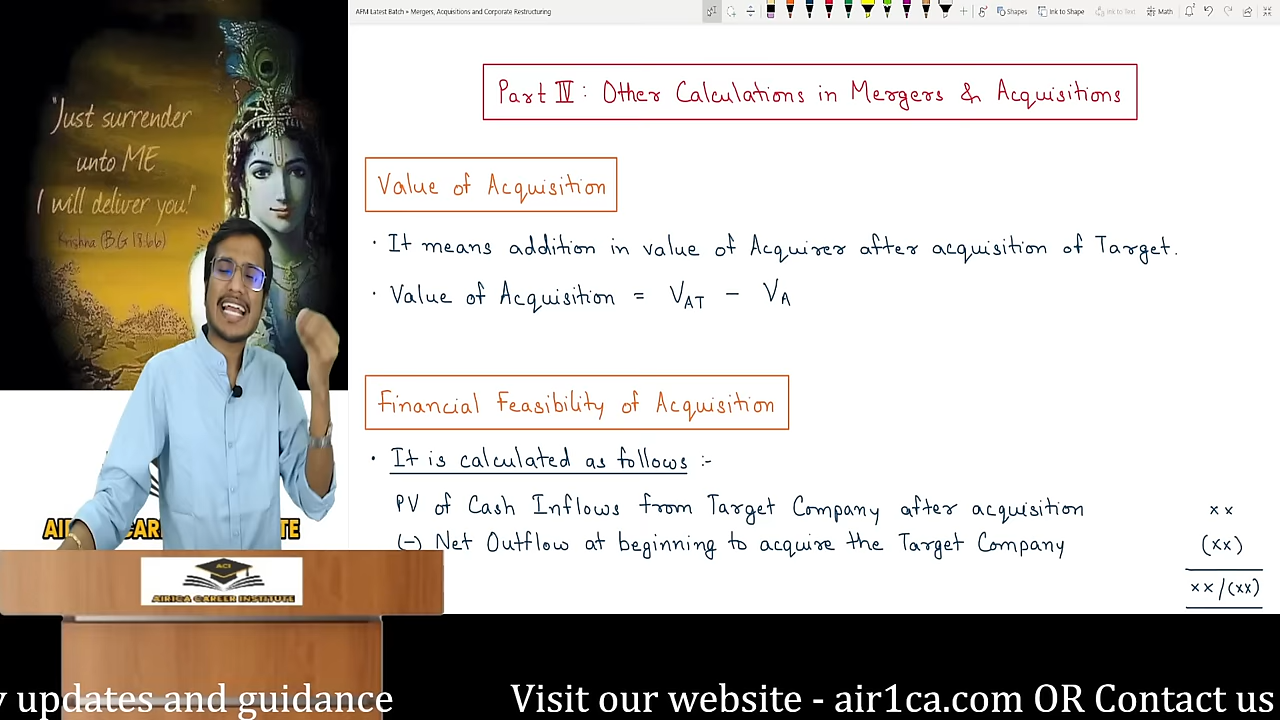 AFM Latest Batch » Mergers, Acquisitions and Corporate Restructuring
Shapes
Ink to Shape
Ink to Text
Math
"Just surrender
unto ME
I will deliver you!"
Krishna (BG 18:66)
Part IV : Other Calculations in Mergers & Acquisitions
Value of Acquisition
· It means addition in value of Acquirer after acquisition of Target.
· Value of Acquisition = VAT - VA
Financial Feasibility of Acquisition
· It is calculated as follows :-
PV of Cash Inflows from Target Company after acquisition xx
(-) Net Outflow at beginning to acquire the Target Company (xx)
xx/(xx)
ACI
AIR1CA CAREER INSTITUTE
updates and guidance
Visit our website - air1ca.com OR Contact us